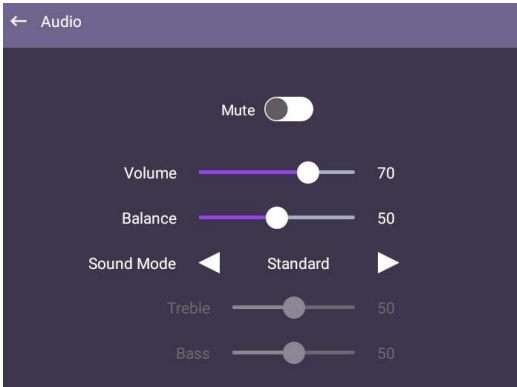 Audio
Mute
Volume 70
Balance 50
Sound Mode Standard
Treble 50
Bass 50